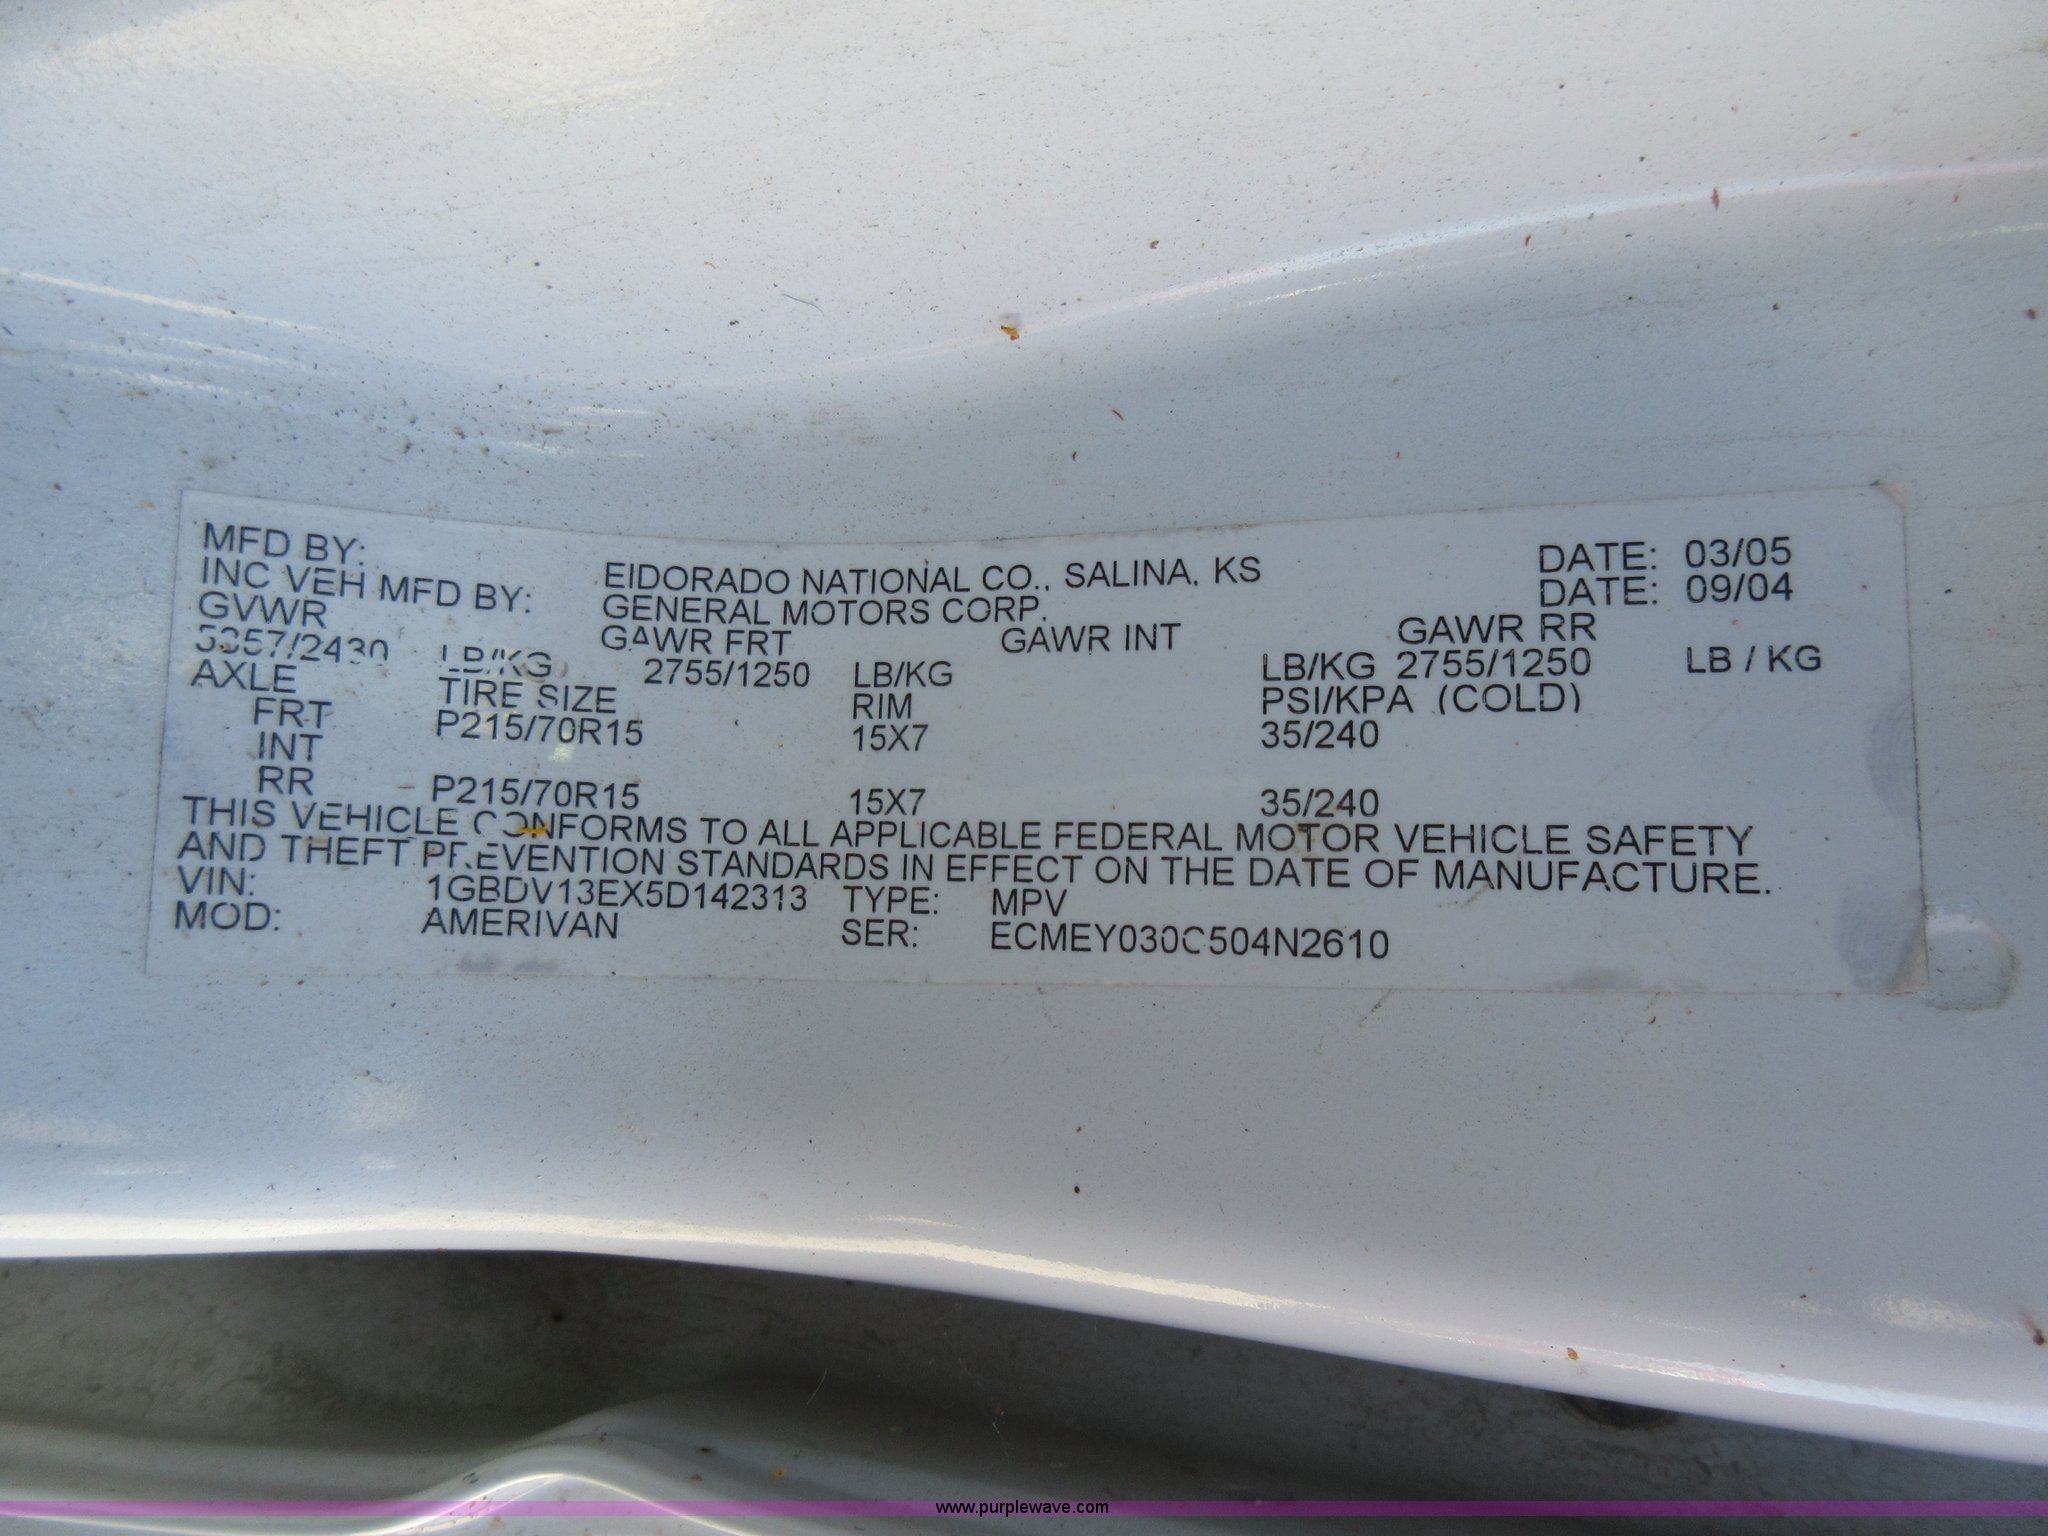 MFD BY: ElDORADO NATIONAL CO., SALINA, KS DATE: 03/05
INC VEH MFD BY: GENERAL MOTORS CORP. DATE: 09/04
GVWR GAWR FRT GAWR INT GAWR RR
5357/2430 LB/KG 2755/1250 LB/KG LB/KG 2755/1250 LB / KG
AXLE TIRE SIZE RIM PSI/KPA (COLD)
FRT P215/70R15 15X7 35/240
INT
RR P215/70R15 15X7 35/240
THIS VEHICLE CONFORMS TO ALL APPLICABLE FEDERAL MOTOR VEHICLE SAFETY
AND THEFT PREVENTION STANDARDS IN EFFECT ON THE DATE OF MANUFACTURE.
VIN: 1GBDV13EX5D142313 TYPE: MPV
MOD: AMERIVAN SER: ECMEY030C504N2610
www.purplewave.com